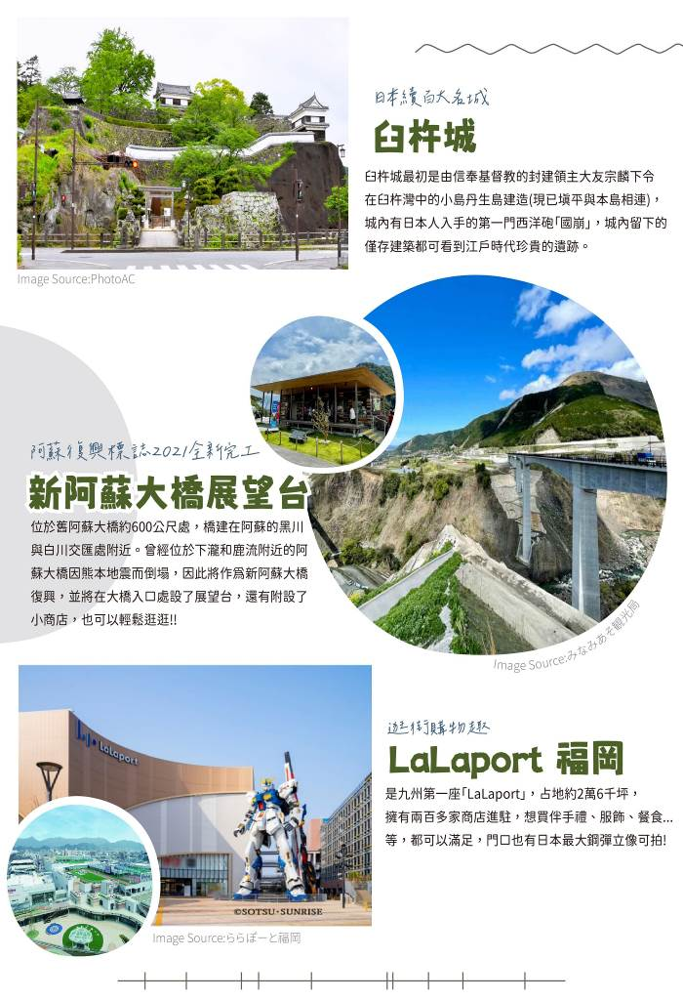 日本續百大名城
臼杵城
臼杵城最初是由信奉基督教的封建領主大友宗麟下令
在臼杵灣中的小島丹生島建造(現已填平與本島相連)，
城內有日本人入手的第一門西洋砲「國崩」，城內留下的
僅存建築都可看到江戶時代珍貴的遺跡。
Image Source:PhotoAC
阿蘇復興標誌2021全新完工
新阿蘇大橋展望台
位於舊阿蘇大橋約600公尺處，橋建在阿蘇的黑川
與白川交匯處附近。曾經位於下瀧和鹿流附近的阿
蘇大橋因熊本地震而倒塌，因此將作為新阿蘇大橋
復興，並將在大橋入口處設了展望台，還有附設了
小商店，也可以輕鬆逛逛!!
Image Source:みなみあそ観光局
逛街購物趣
LaLaport 福岡
是九州第一座「LaLaport」，占地約2萬6千坪，
擁有兩百多家商店進駐，想買伴手禮、服飾、餐食...
等，都可以滿足，門口也有日本最大鋼彈立像可拍!
LaLaport
©SOTSU・SUNRISE
Image Source:ららぽーと福岡